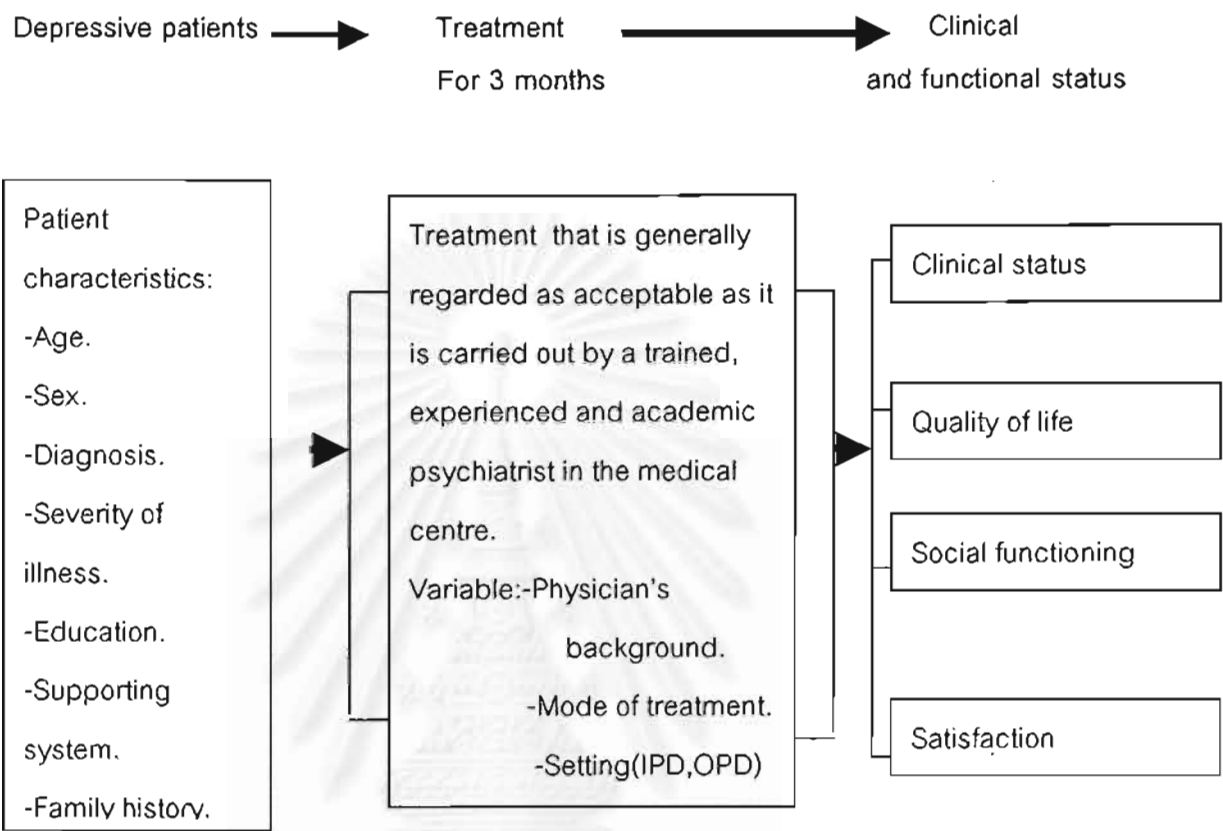 Depressive patients
Treatment
For 3 months
Clinical
and functional status
Patient
characteristics:
-Age.
-Sex.
-Diagnosis.
-Severity of
illness.
-Education.
-Supporting
system.
-Family history.
Treatment that is generally
regarded as acceptable as it
is carried out by a trained,
experienced and academic
psychiatrist in the medical
centre.
Variable:-Physician's
background.
-Mode of treatment.
-Setting(IPD,OPD)
Clinical status
Quality of life
Social functioning
Satisfaction